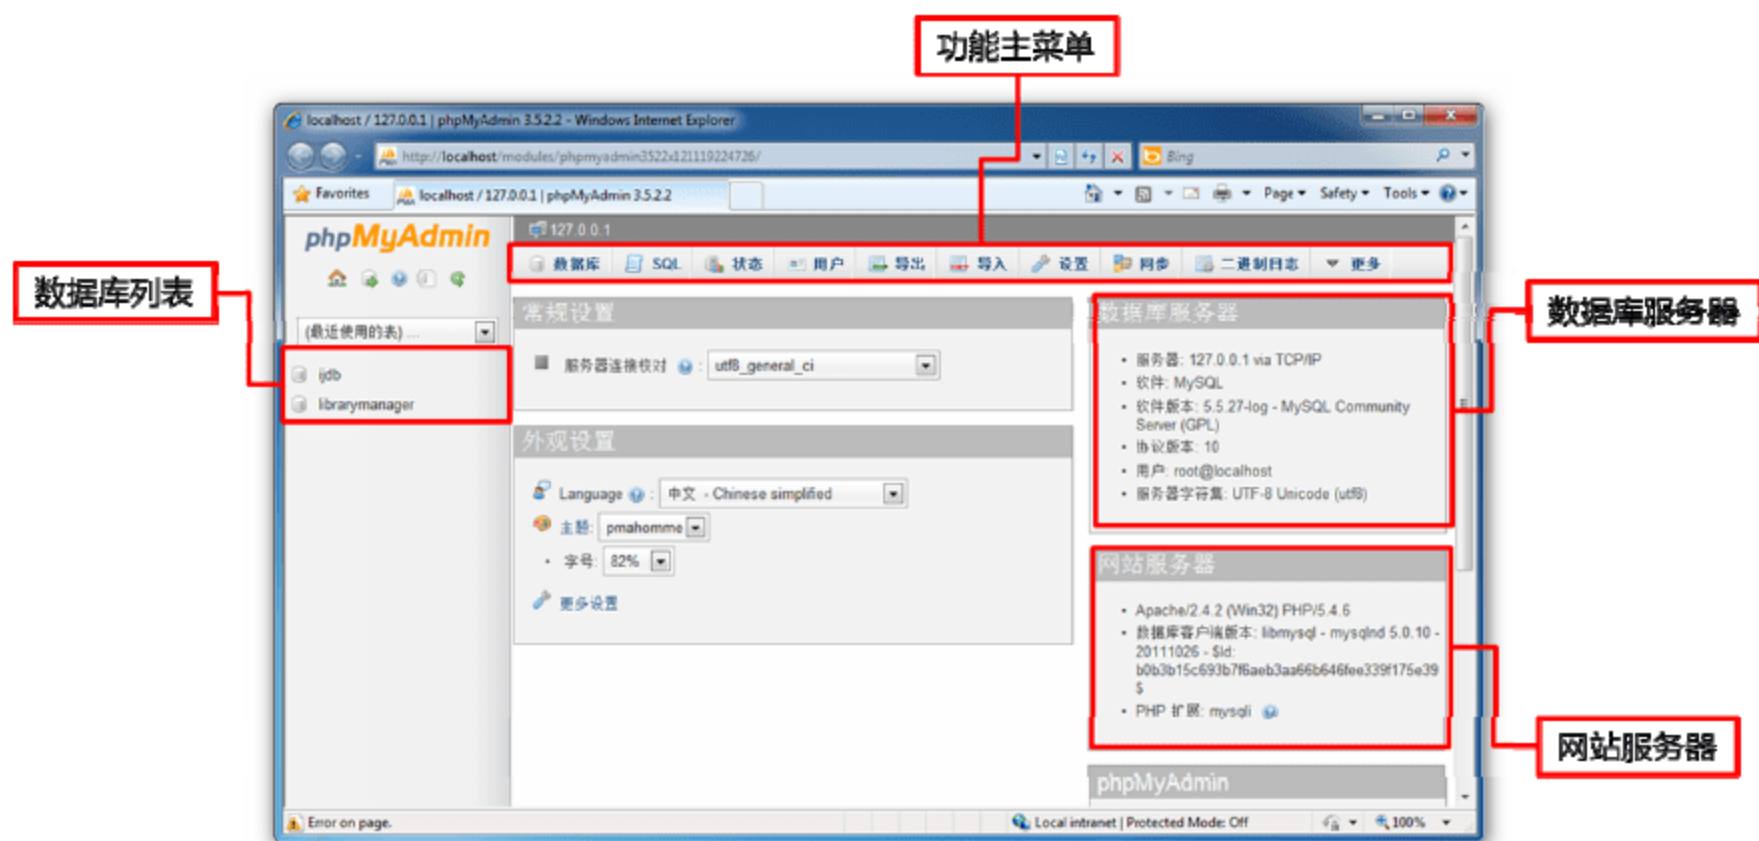 功能主菜单
localhost / 127.0.0.1 | phpMyAdmin 3.5.2.2 - Windows Internet Explorer
http://localhost/modules/phpmyadmin3522x121119224726/
Bing
Favorites
localhost / 127.0.0.1 | phpMyAdmin 3.5.2.2
Page
Safety
Tools
phpMyAdmin
127.0.0.1
数据库 SQL 状态 用户 导出 导入 设置 同步 二进制日志 更多
数据库列表
(最近使用的表) ...
ijdb
librarymanager
常规设置
服务器连接校对 : utf8_general_ci
外观设置
Language : 中文 - Chinese simplified
主题: pmahomme
字号: 82%
更多设置
数据库服务器
数据库服务器
服务器: 127.0.0.1 via TCP/IP
软件: MySQL
软件版本: 5.5.27-log - MySQL Community
Server (GPL)
协议版本: 10
用户: root@localhost
服务器字符集: UTF-8 Unicode (utf8)
网站服务器
Apache/2.4.2 (Win32) PHP/5.4.6
数据库客户端版本: libmysql - mysqlnd 5.0.10 -
20111026 - $Id:
b0b3b15c693b7f6aeb3aa66b646fee339f175e39
$
PHP 扩展: mysqli
网站服务器
phpMyAdmin
Error on page.
Local intranet | Protected Mode: Off
100%